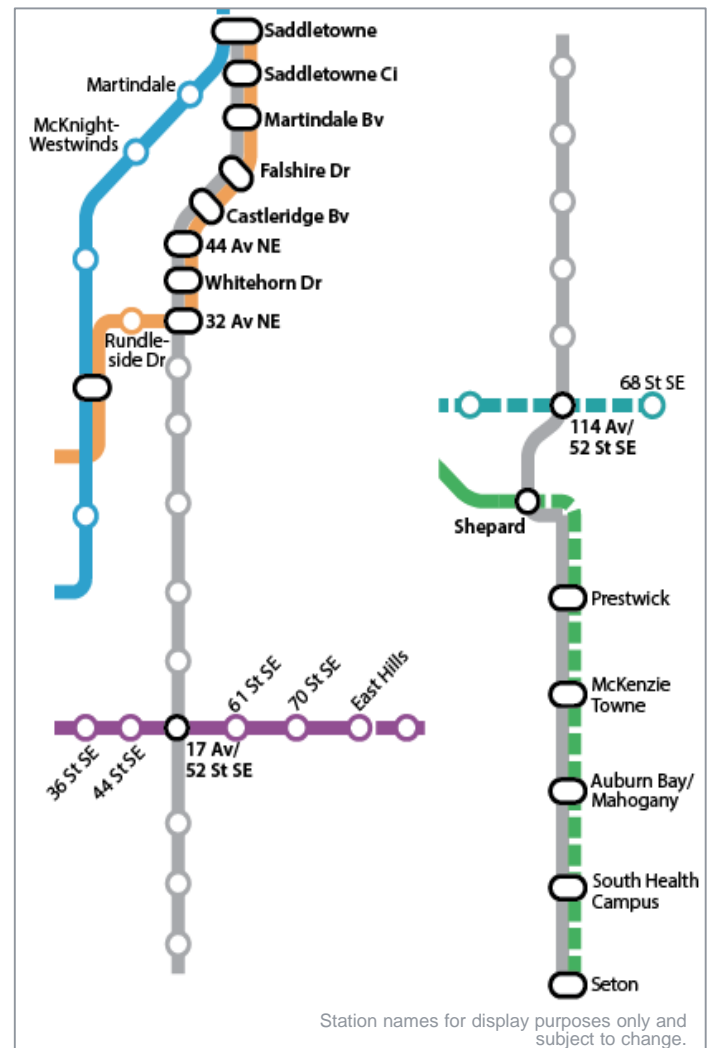 Saddletowne
Saddletowne Ci
Martindale
Martindale Bv
McKnight-
Westwinds
Falshire Dr
Castleridge Bv
44 Av NE
Whitehorn Dr
32 Av NE
Rundle-
side Dr
61 St SE
70 St SE
East Hills
36 St SE
44 St SE
17 Av/
52 St SE
68 St SE
114 Av/
52 St SE
Shepard
Prestwick
McKenzie
Towne
Auburn Bay/
Mahogany
South Health
Campus
Seton
Station names for display purposes only and
subject to change.